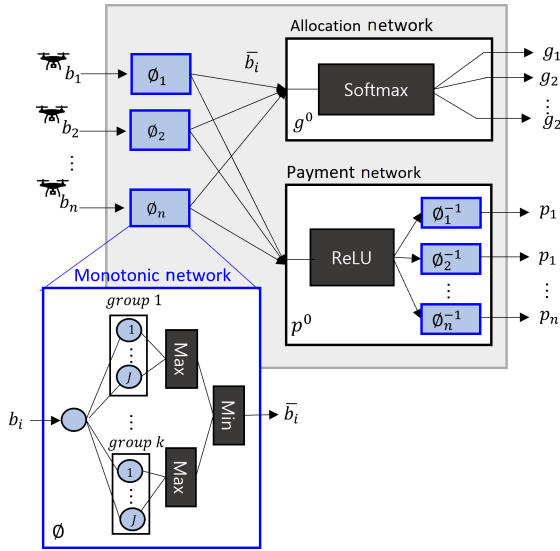 Allocation network
b₁
∅₁
b̅ᵢ
Softmax
g⁰
g₁
g₂
⋮
g₂
b₂
∅₂
⋮
bₙ
∅ₙ
Payment network
ReLU
p⁰
∅₁⁻¹
∅₂⁻¹
⋮
∅ₙ⁻¹
p₁
p₁
⋮
pₙ
Monotonic network
group 1
1
⋮
J
Max
bᵢ
⋮
Min
b̅ᵢ
group k
1
⋮
J
Max
∅